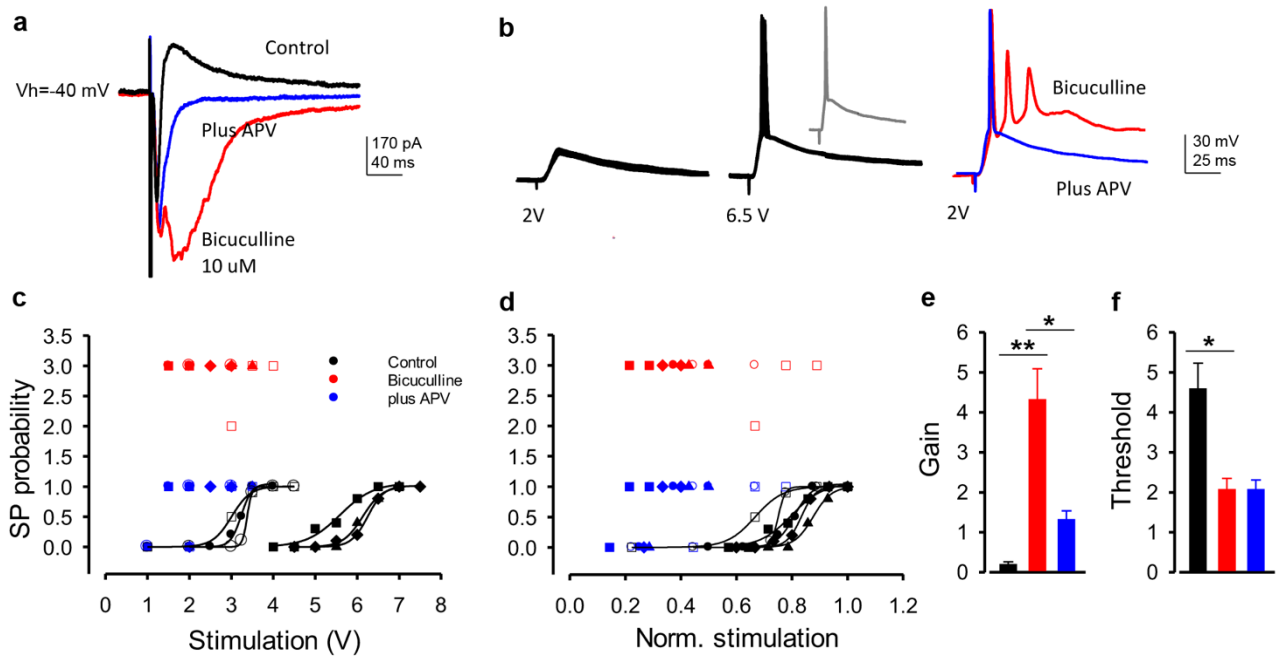 a
Control
Vh=-40 mV
Plus APV
170 pA
40 ms
Bicuculline
10 uM
b
2V
6.5 V
Bicuculline
Plus APV
2V
30 mV
25 ms
c
SP probability
3.5
3.0
2.5
2.0
1.5
1.0
0.5
0.0
Control
Bicuculline
plus APV
0 1 2 3 4 5 6 7 8
Stimulation (V)
d
3.5
3.0
2.5
2.0
1.5
1.0
0.5
0.0
0.0 0.2 0.4 0.6 0.8 1.0 1.2
Norm. stimulation
e
Gain
6
5
4
3
2
1
0
**
*
f
Threshold
6
5
4
3
2
1
0
*